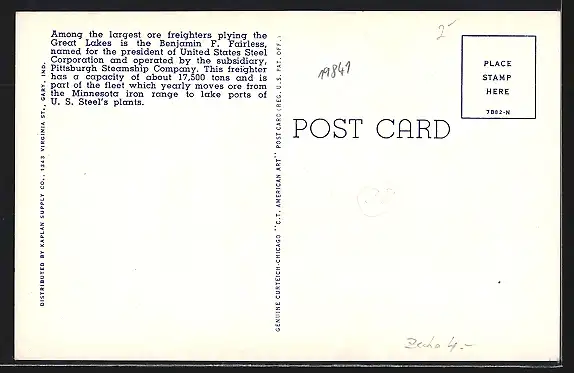 Among the largest ore freighters plying the
Great Lakes is the Benjamin F. Fairless,
named for the president of United States Steel
Corporation and operated by the subsidiary,
Pittsburgh Steamship Company. This freighter
has a capacity of about 17,500 tons and is
part of the fleet which yearly moves ore from
the Minnesota iron range to lake ports of
U. S. Steel's plants.
DISTRIBUTED BY KAPLAN SUPPLY CO., 1343 VIRGINIA ST., GARY, IND.
GENUINE CURTEICH-CHICAGO "C.T. AMERICAN ART" POST CARD (REG. U.S. PAT. OFF.)
19841
POST CARD
PLACE
STAMP
HERE
7BB2-N
4.-